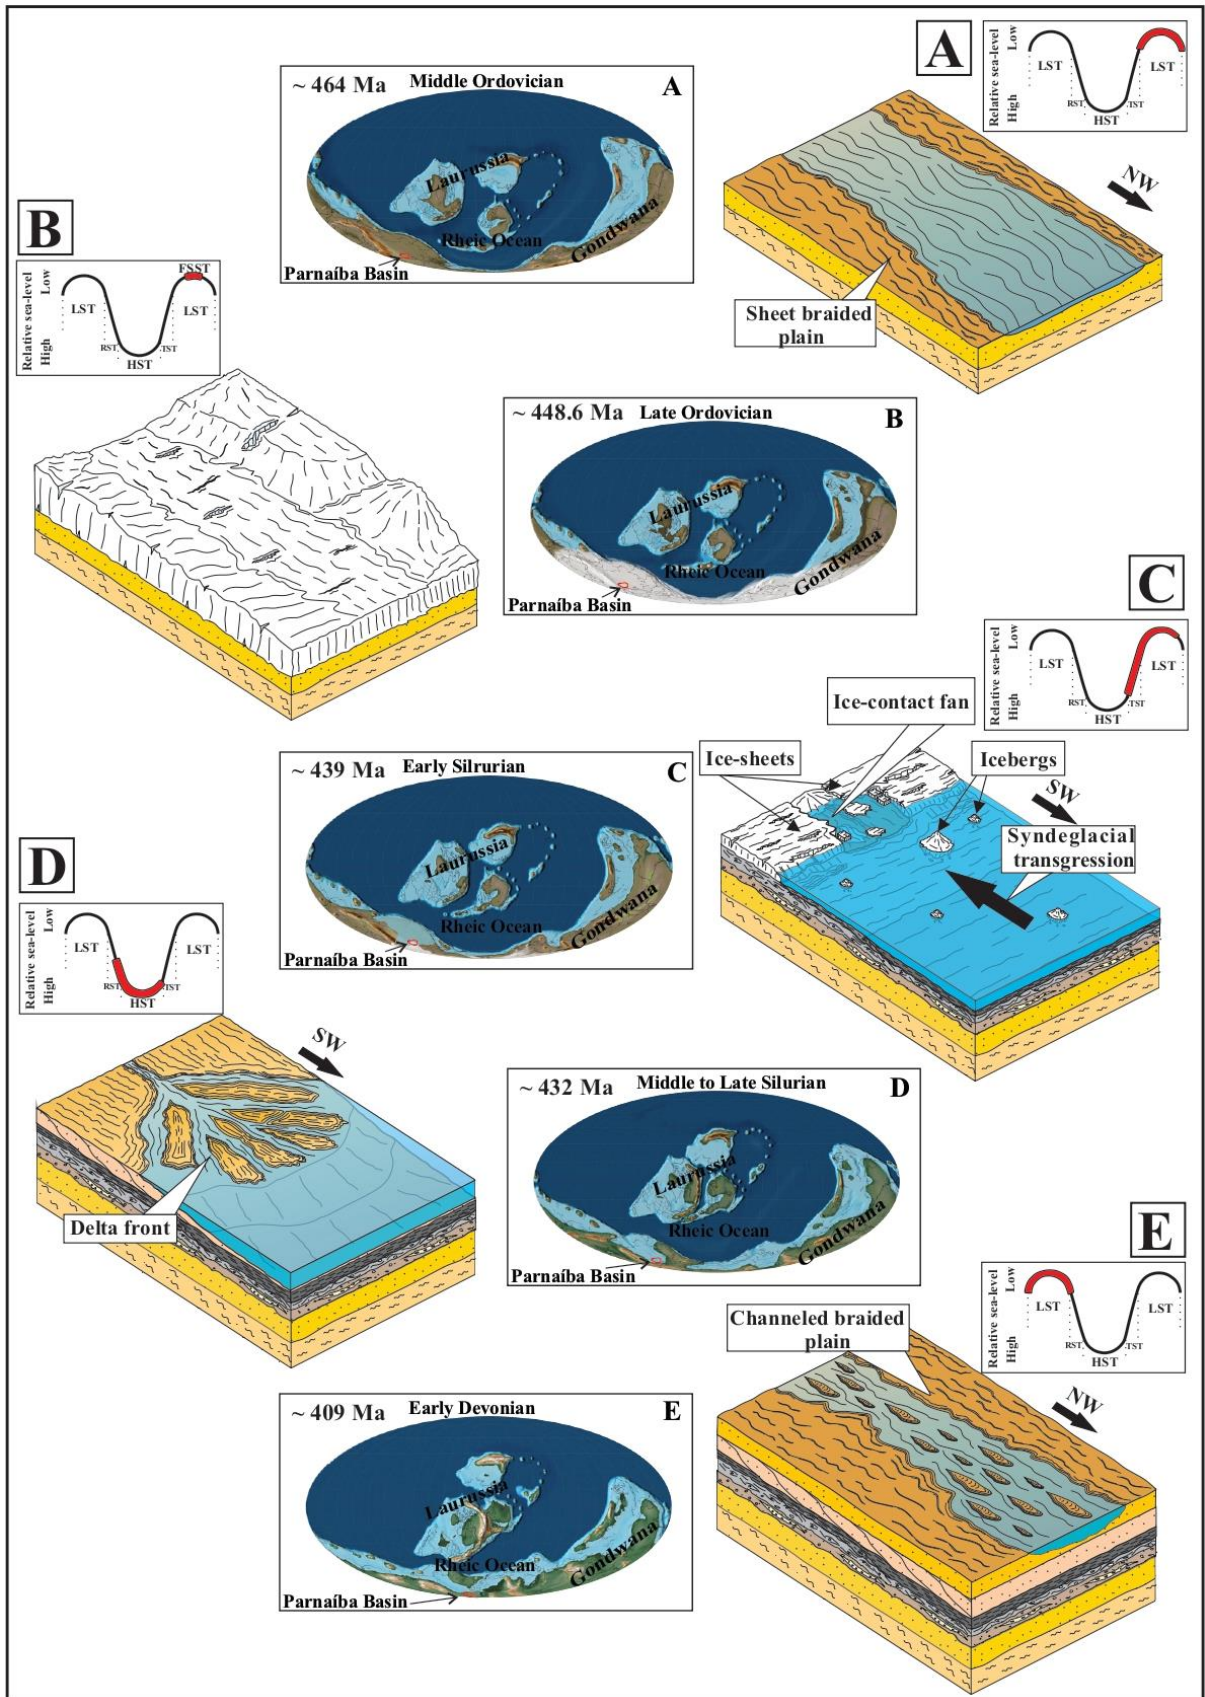 A
Relative sea-level
High
Low
LST
RST
HST
TST
LST
NW
Sheet braided
plain
~ 464 Ma
Middle Ordovician
A
Laurussia
Rheic Ocean
Gondwana
Parnaíba Basin
B
Relative sea-level
High
Low
FSST
LST
RST
HST
TST
LST
~ 448.6 Ma
Late Ordovician
B
Laurussia
Rheic Ocean
Gondwana
Parnaíba Basin
C
Relative sea-level
High
Low
LST
RST
HST
TST
LST
Ice-contact fan
Ice-sheets
Icebergs
SW
Syndeglacial
transgression
~ 439 Ma
Early Silrurian
C
Laurussia
Rheic Ocean
Gondwana
Parnaíba Basin
D
Relative sea-level
High
Low
LST
RST
HST
TST
LST
SW
Delta front
~ 432 Ma
Middle to Late Silurian
D
Laurussia
Rheic Ocean
Gondwana
Parnaíba Basin
E
Relative sea-level
High
Low
LST
RST
HST
TST
LST
Channeled braided
plain
NW
~ 409 Ma
Early Devonian
E
Laurussia
Rheic Ocean
Gondwana
Parnaíba Basin